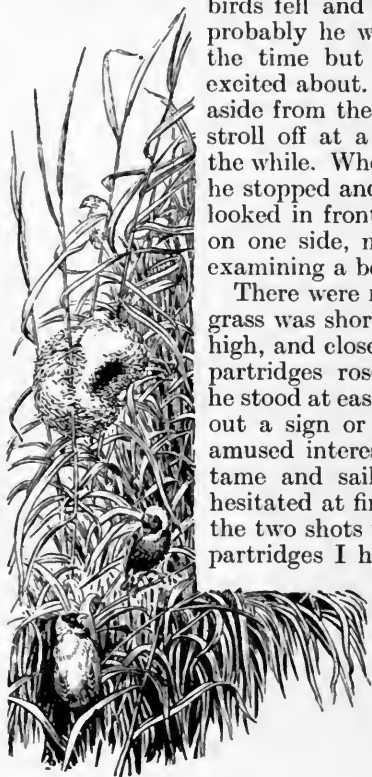 birds fell and
probably he w
the time but
excited about.
aside from the
stroll off at a
the while. Whe
he stopped and
looked in front
on one side, n
examining a be
There were r
grass was shor
high, and close
partridges rose
he stood at eas
out a sign or
amused interes
tame and sail
hesitated at fir
the two shots
partridges I h